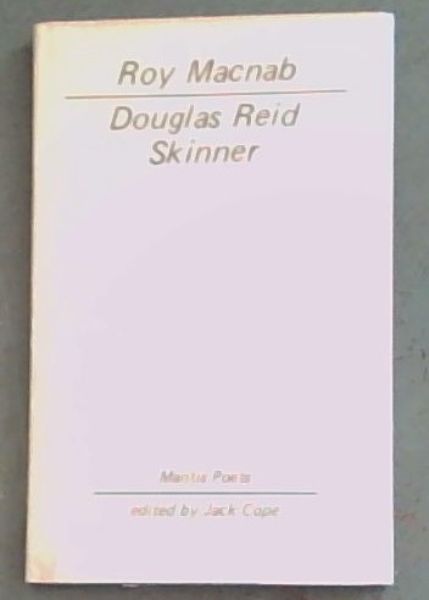 Roy Macnab
Douglas Reid
Skinner
Mantis Poets
edited by Jack Cope